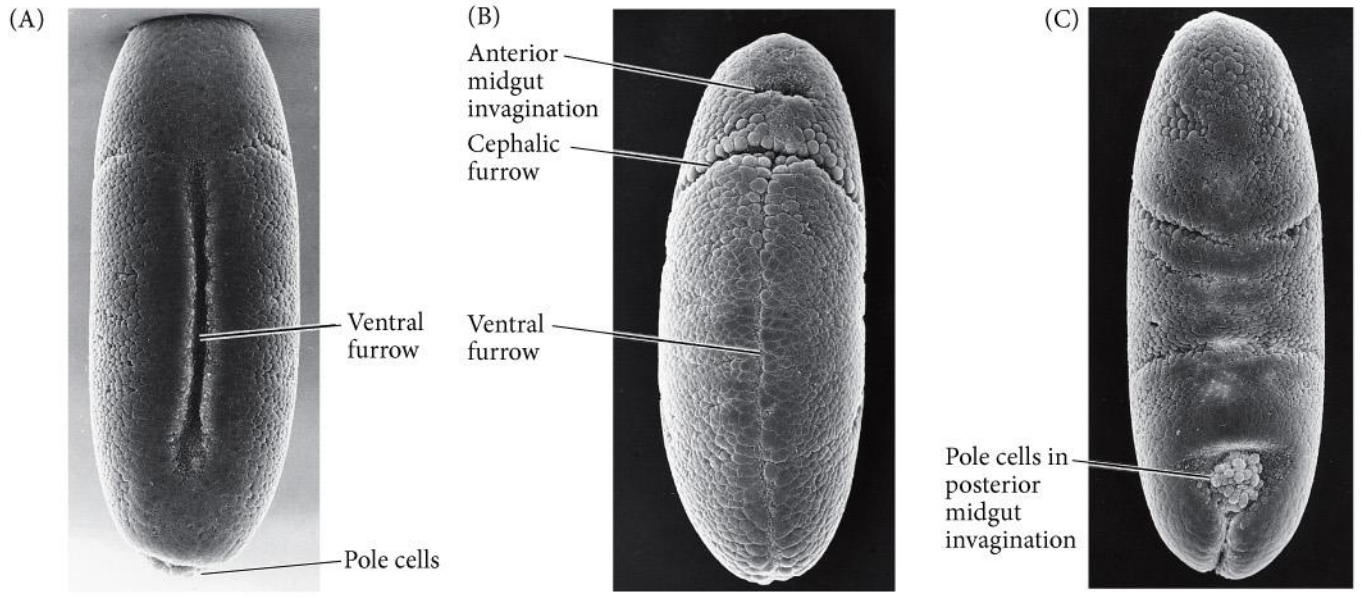 (A)
Ventral
furrow
Pole cells
(B)
Anterior
midgut
invagination
Cephalic
furrow
Ventral
furrow
(C)
Pole cells in
posterior
midgut
invagination